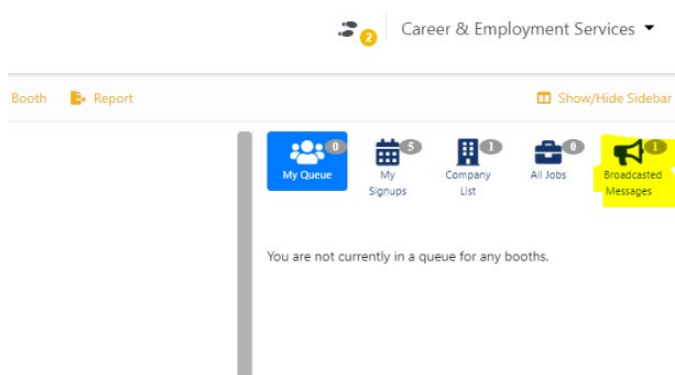 2 Career & Employment Services
Booth Report Show/Hide Sidebar
0 5 1 0 1
My Queue My Signups Company List All Jobs Broadcasted Messages
You are not currently in a queue for any booths.